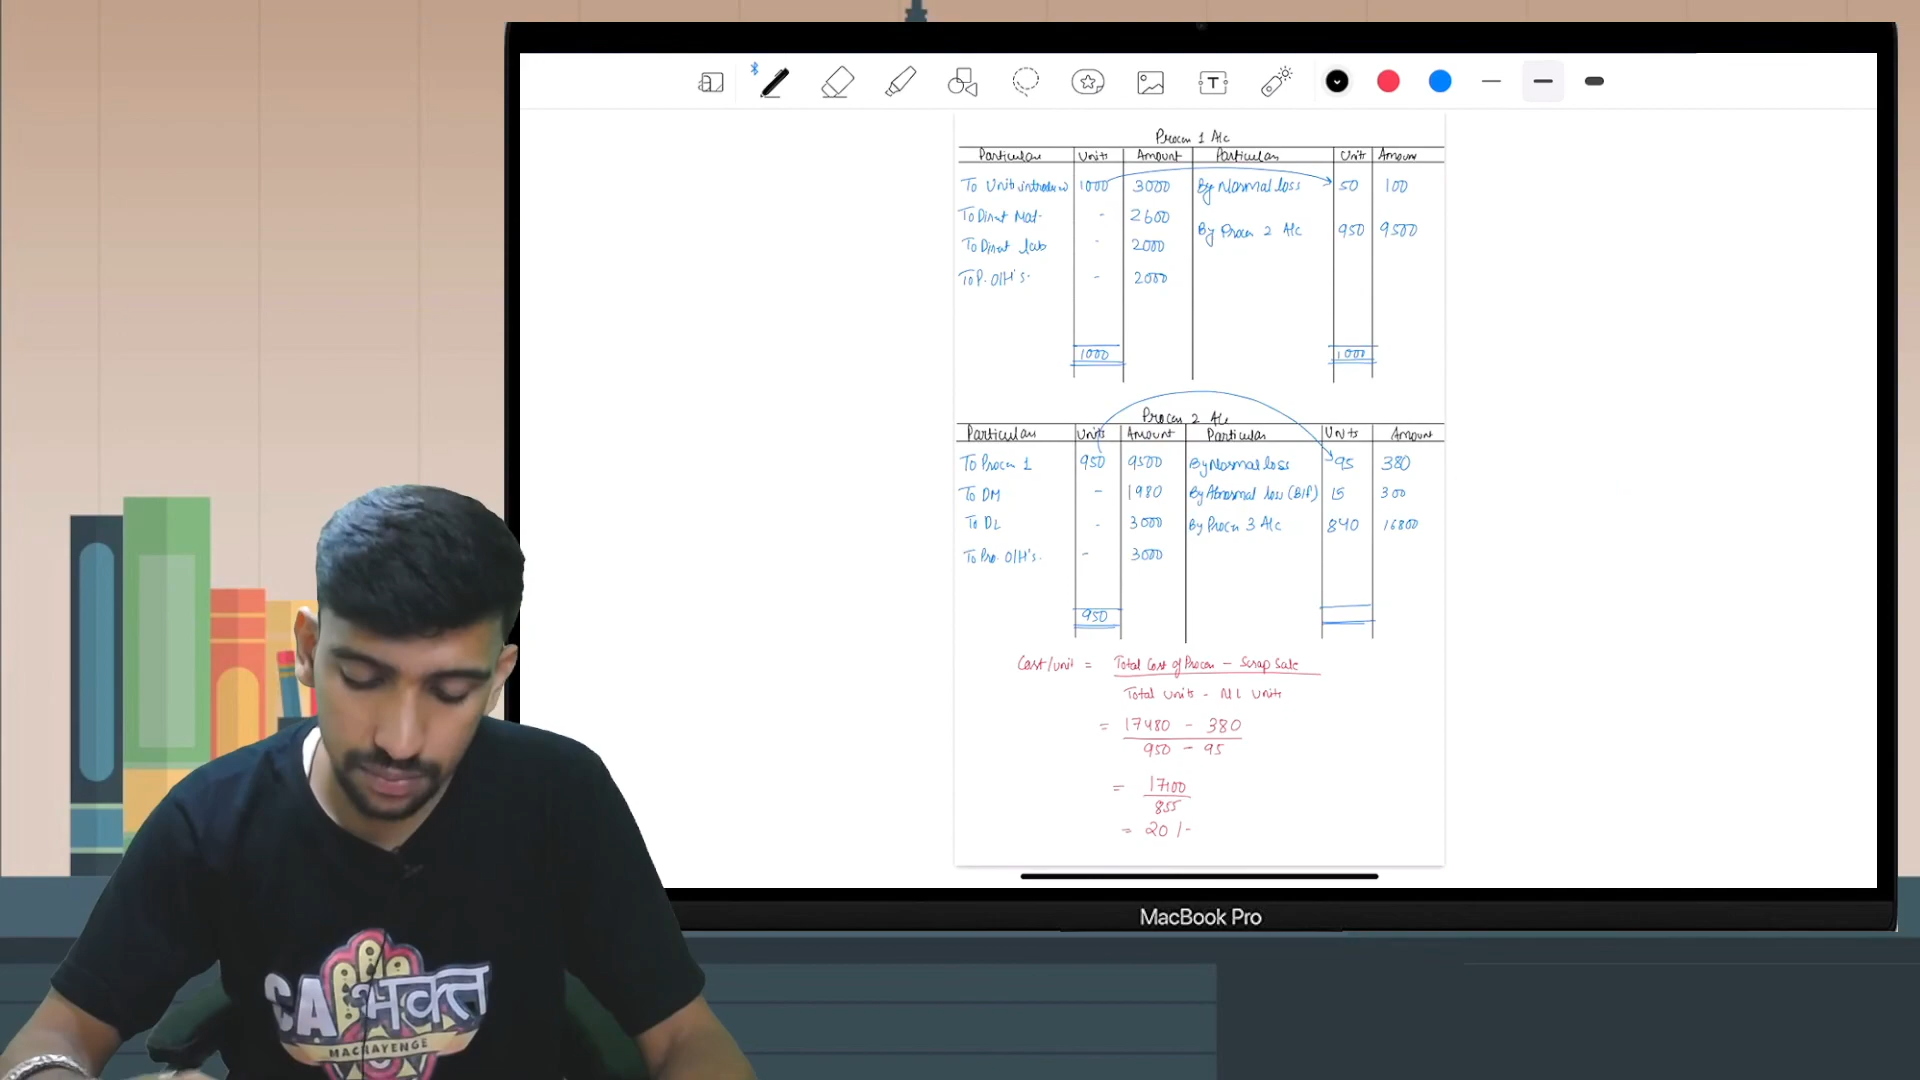 Process 1 A/c
Particulars Units Amount Particulars Units Amount
To Units introduced 1000 3000 By Normal loss 50 100
To Direct Mat. - 2600
By Process 2 A/c 950 9500
To Direct lab - 2000
To P. O/H's. - 2000
1000 1000
Process 2 A/c
Particulars Units Amount Particulars Units Amount
To Process 1 950 9500 By Normal loss 95 380
To DM - 1980 By Abnormal loss (B/F) 15 300
To DL - 3000 By Process 3 A/c 840 16800
To Pro. O/H's. - 3000
950
Cost/unit = Total Cost of Process - Scrap Sale
Total Units - NL Units
= 17480 - 380
950 - 95
= 17100
855
= 20/-
MacBook Pro
CA भक्त
MACHAYENGE